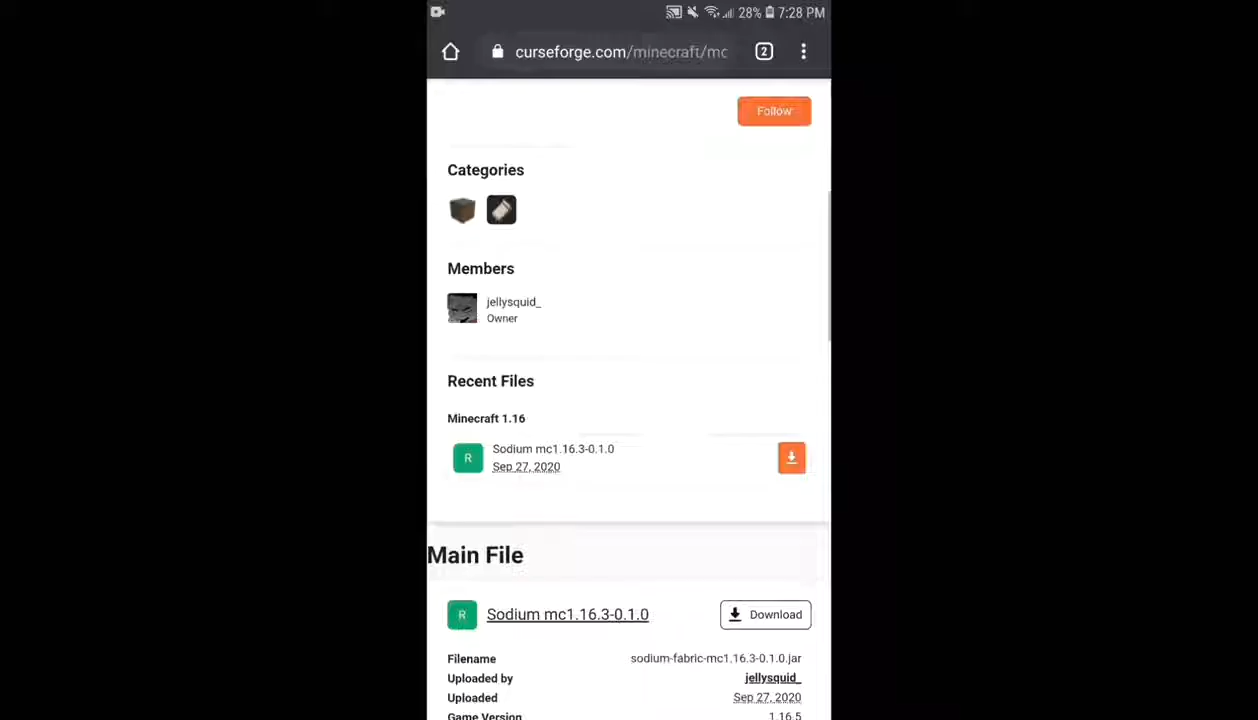 28% 7:28 PM
curseforge.com/minecraft/mc
2
Follow
Categories
Members
jellysquid_
Owner
Recent Files
Minecraft 1.16
R
Sodium mc1.16.3-0.1.0
Sep 27, 2020
Main File
R
Sodium mc1.16.3-0.1.0
Download
Filename
sodium-fabric-mc1.16.3-0.1.0.jar
Uploaded by
jellysquid_
Uploaded
Sep 27, 2020
Game Version
1.16.5